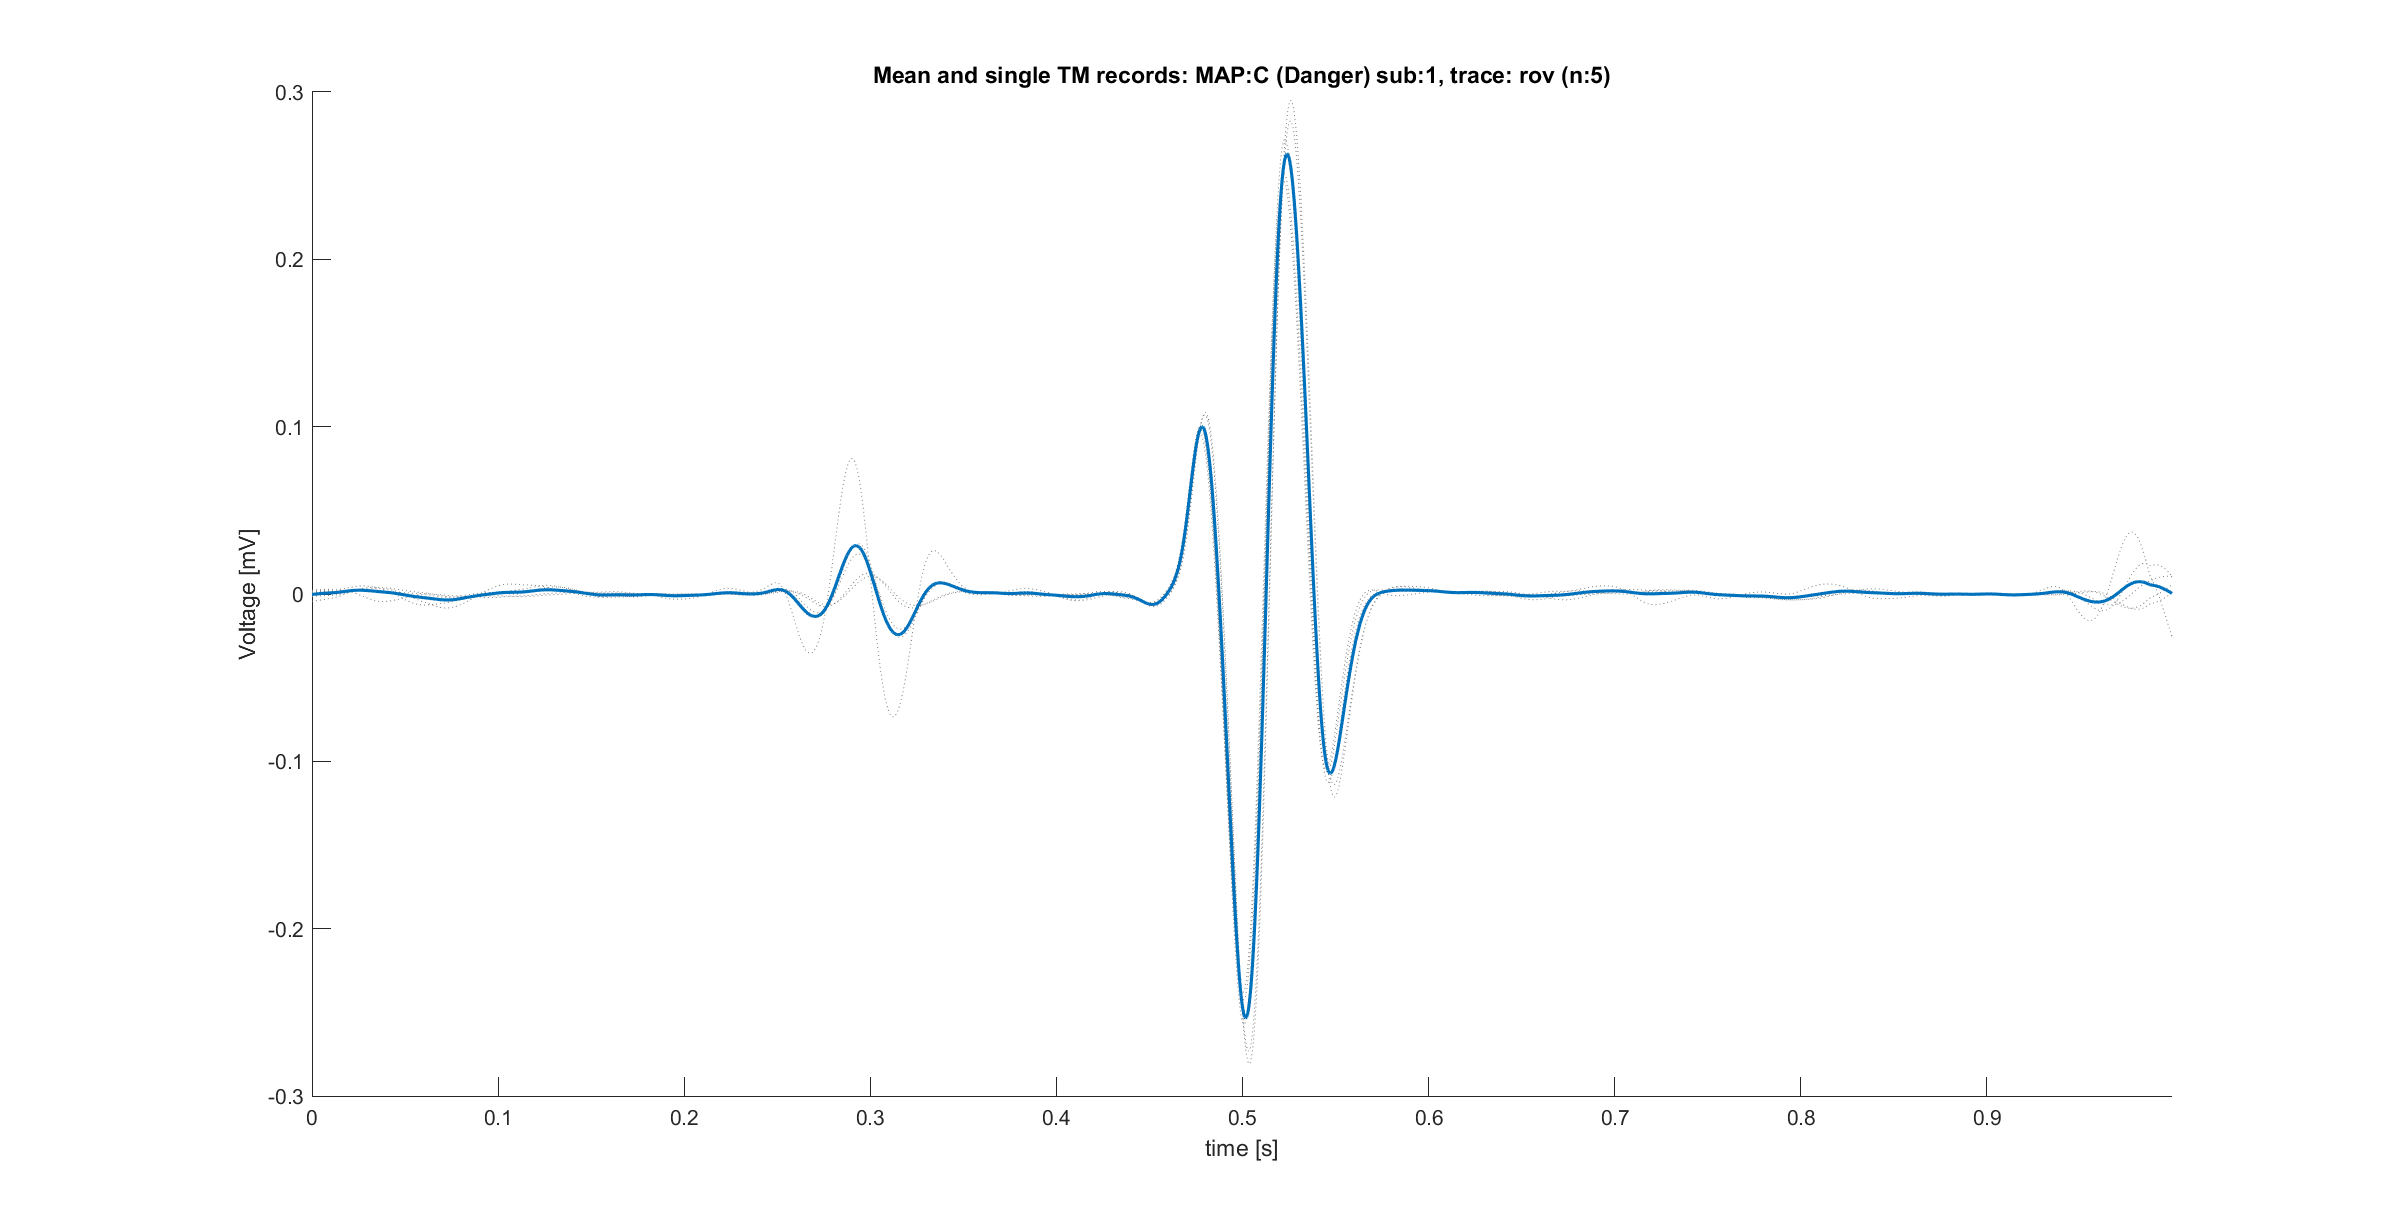 Mean and single TM records: MAP:C (Danger) sub:1, trace: rov (n:5)
0.3
0.2
0.1
0
-0.1
-0.2
-0.3
Voltage [mV]
0 0.1 0.2 0.3 0.4 0.5 0.6 0.7 0.8 0.9
time [s]